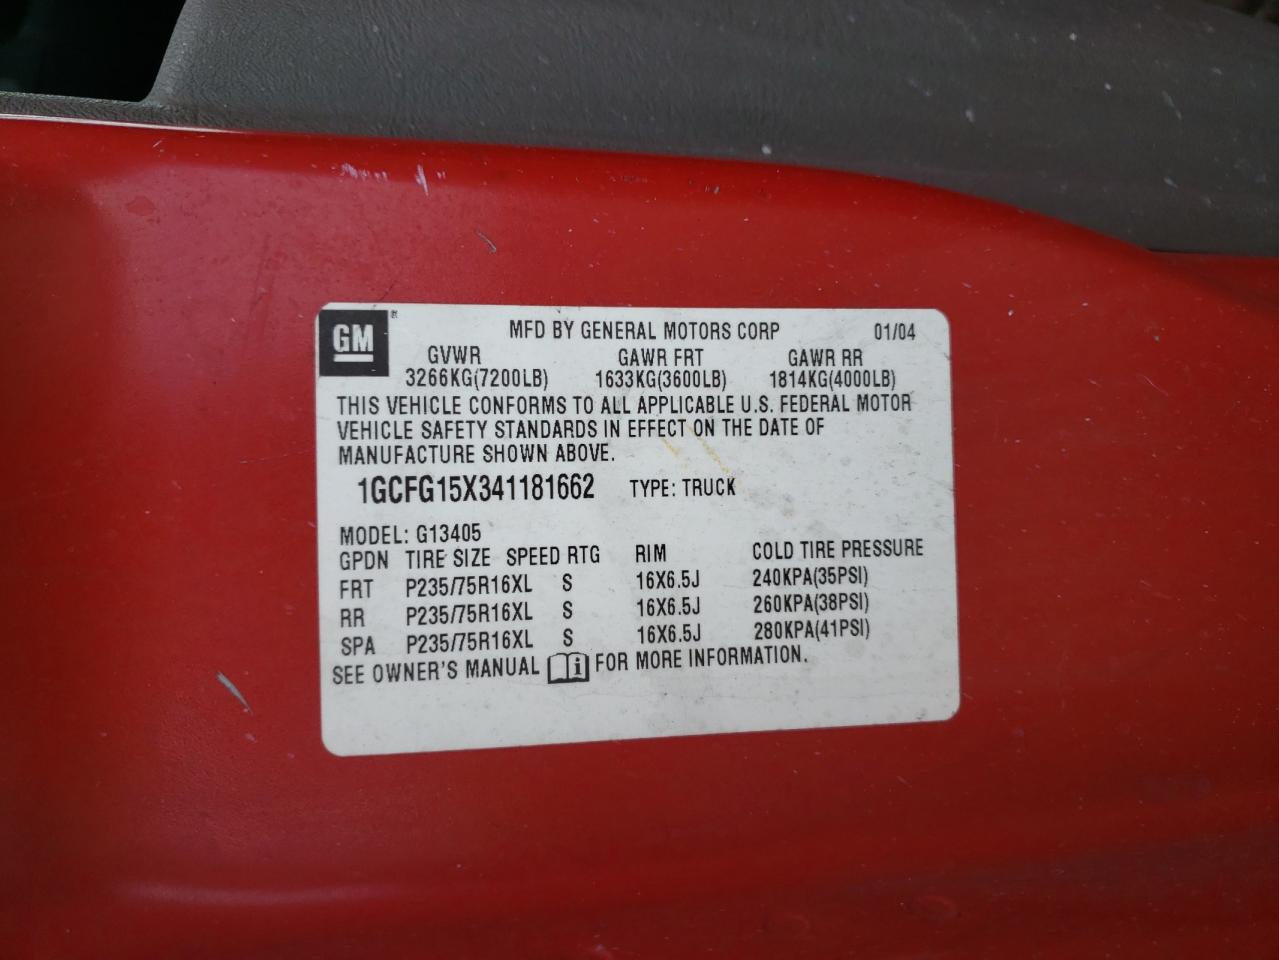 GM
MFD BY GENERAL MOTORS CORP 01/04
GVWR GAWR FRT GAWR RR
3266KG(7200LB) 1633KG(3600LB) 1814KG(4000LB)
THIS VEHICLE CONFORMS TO ALL APPLICABLE U.S. FEDERAL MOTOR
VEHICLE SAFETY STANDARDS IN EFFECT ON THE DATE OF
MANUFACTURE SHOWN ABOVE.
1GCFG15X341181662 TYPE: TRUCK
MODEL: G13405
GPDN TIRE SIZE SPEED RTG RIM COLD TIRE PRESSURE
FRT P235/75R16XL S 16X6.5J 240KPA(35PSI)
RR P235/75R16XL S 16X6.5J 260KPA(38PSI)
SPA P235/75R16XL S 16X6.5J 280KPA(41PSI)
SEE OWNER'S MANUAL i FOR MORE INFORMATION.